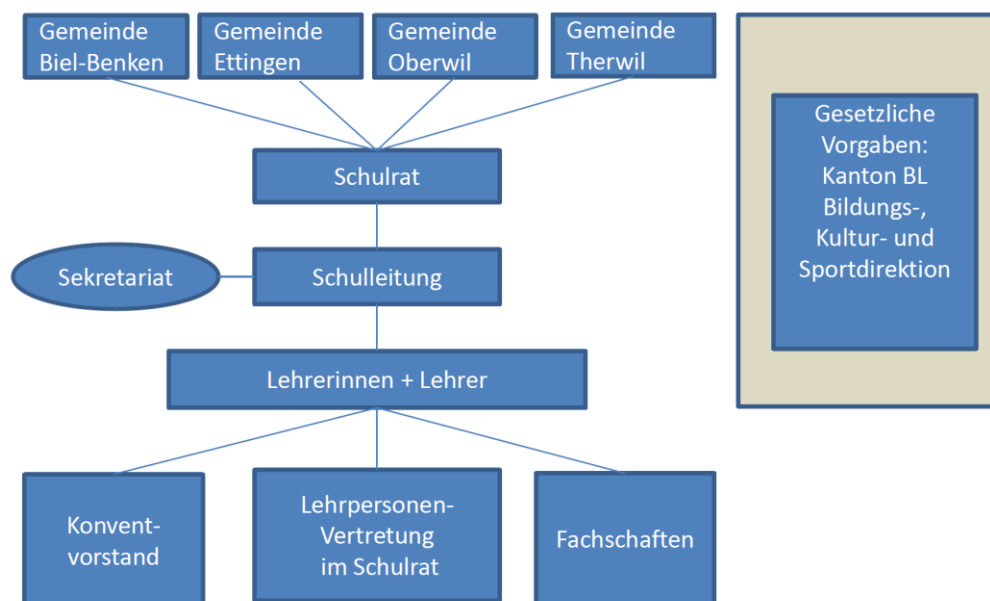 Gemeinde
Biel-Benken
Gemeinde
Ettingen
Gemeinde
Oberwil
Gemeinde
Therwil
Schulrat
Sekretariat
Schulleitung
Lehrerinnen + Lehrer
Konvent-
vorstand
Lehrpersonen-
Vertretung
im Schulrat
Fachschaften
Gesetzliche
Vorgaben:
Kanton BL
Bildungs-,
Kultur- und
Sportdirektion